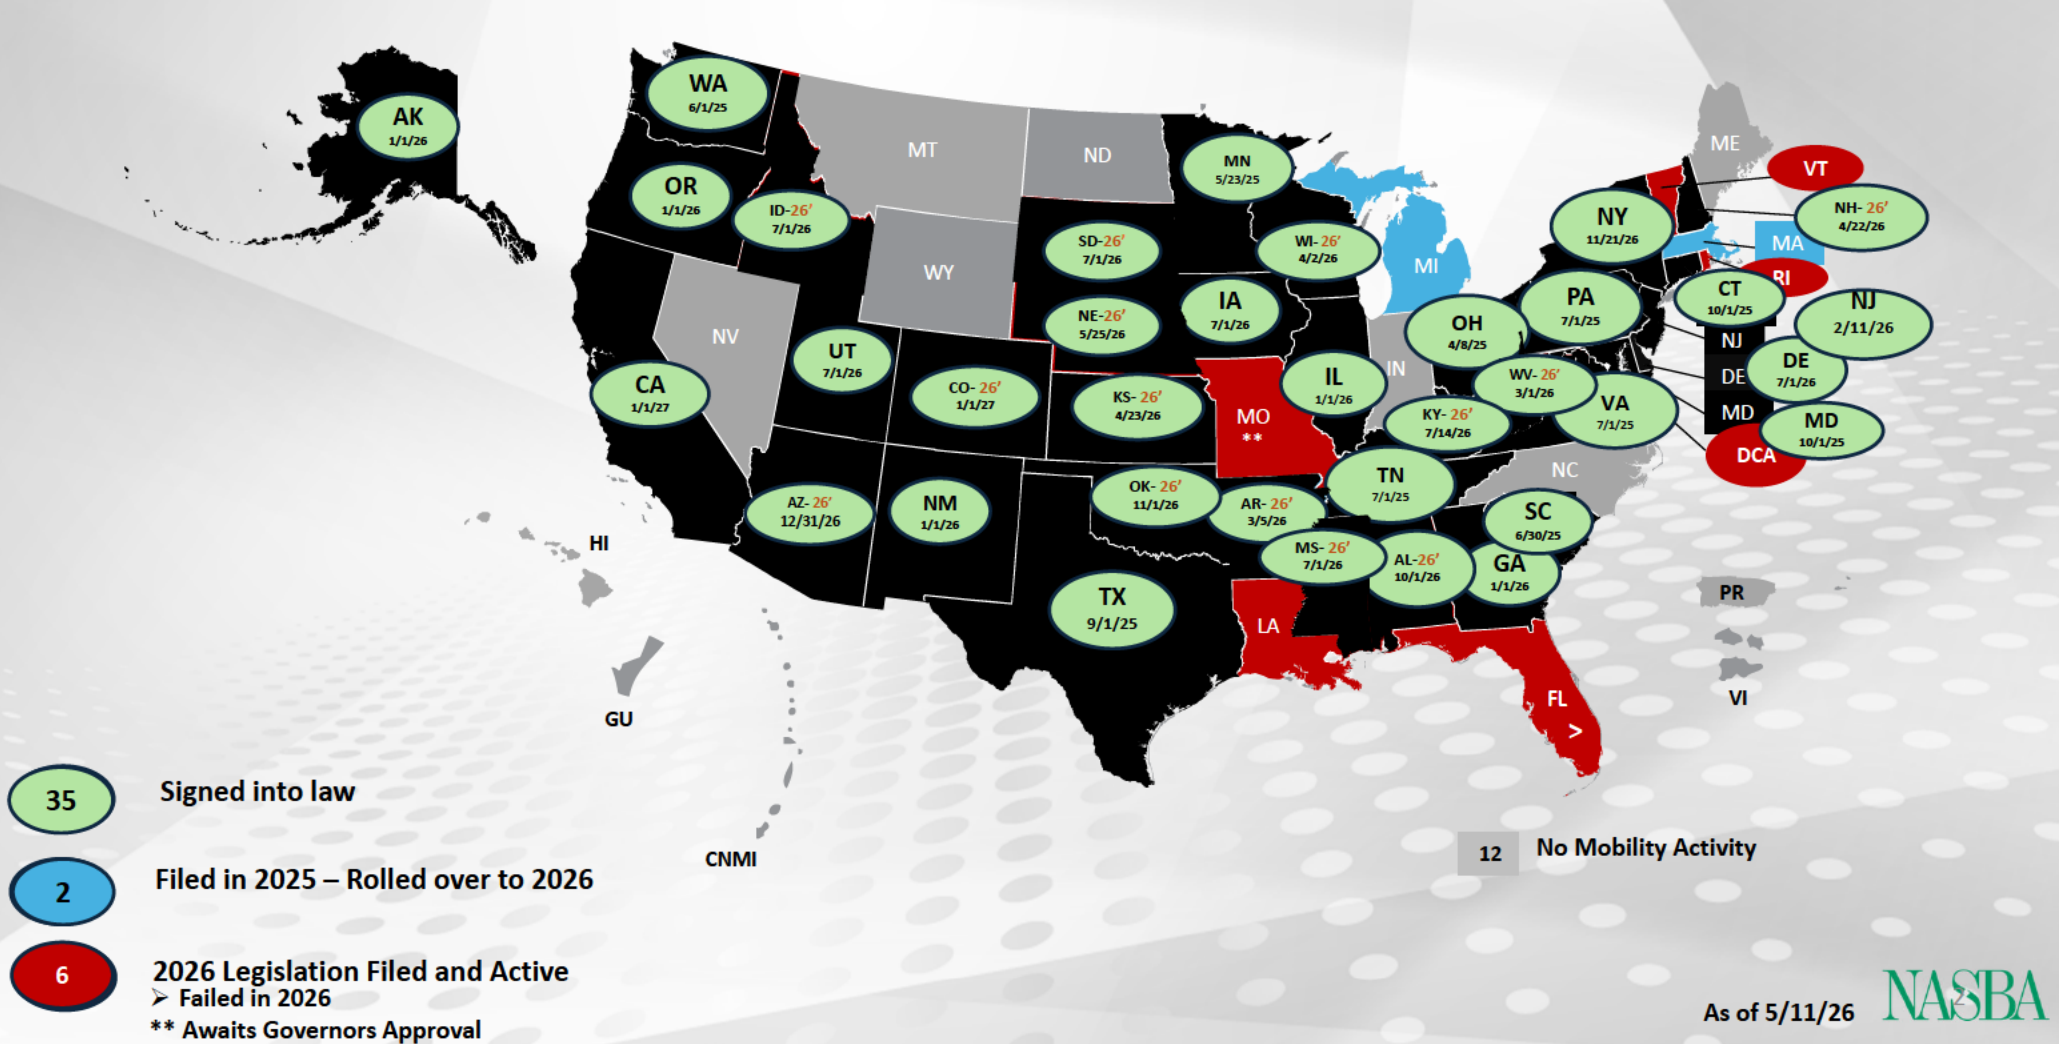 WA
6/1/25
AK
1/1/26
MT
ND
MN
5/23/25
ME
VT
OR
1/1/26
ID-26'
7/1/26
NY
11/21/26
NH- 26'
4/22/26
SD-26'
7/1/26
WI- 26'
4/2/26
MA
WY
MI
RI
NE-26'
5/25/26
IA
7/1/26
PA
7/1/25
CT
10/1/25
NJ
2/11/26
NV
OH
4/8/25
NJ
UT
7/1/26
IN
DE
DE
7/1/26
CA
1/1/27
CO- 26'
1/1/27
KS- 26'
4/23/26
IL
1/1/26
WV- 26'
3/1/26
VA
7/1/25
MO
**
KY- 26'
7/14/26
MD
MD
10/1/25
DCA
NC
TN
7/1/25
OK- 26'
11/1/26
AR- 26'
3/5/26
AZ- 26'
12/31/26
NM
1/1/26
SC
6/30/25
HI
MS- 26'
7/1/26
AL-26'
10/1/26
GA
1/1/26
TX
9/1/25
LA
PR
FL
>
VI
GU
CNMI
35 Signed into law
2 Filed in 2025 – Rolled over to 2026
12 No Mobility Activity
6 2026 Legislation Filed and Active
➢ Failed in 2026
** Awaits Governors Approval
As of 5/11/26
NASBA
2